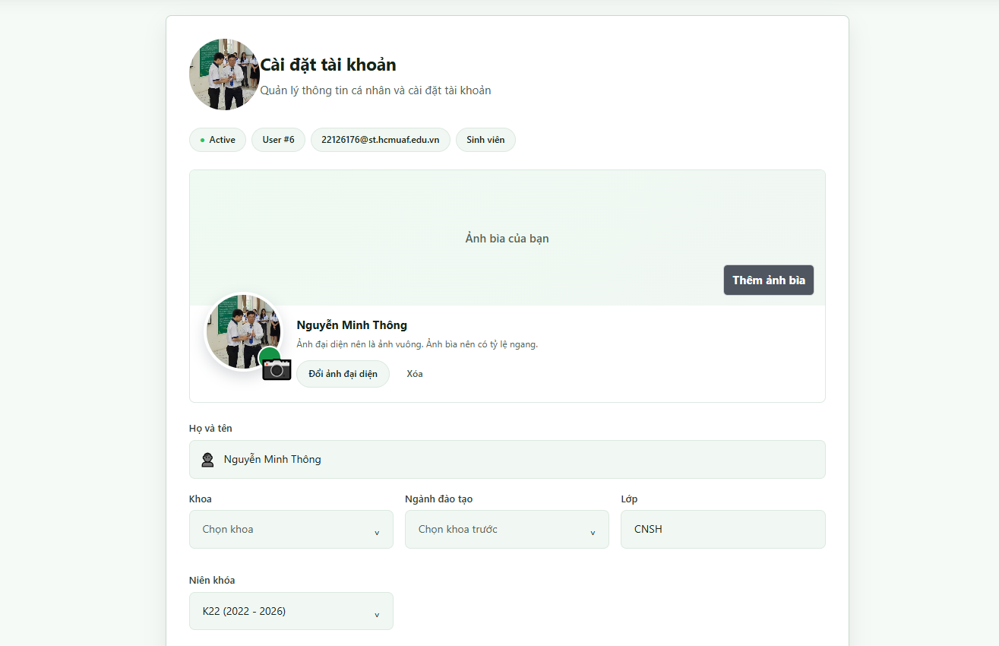 Cài đặt tài khoản
Quản lý thông tin cá nhân và cài đặt tài khoản
Active
User #6
22126176@st.hcmuaf.edu.vn
Sinh viên
Ảnh bìa của bạn
Thêm ảnh bìa
Nguyễn Minh Thông
Ảnh đại diện nên là ảnh vuông. Ảnh bìa nên có tỷ lệ ngang.
Đổi ảnh đại diện
Xóa
Họ và tên
Nguyễn Minh Thông
Khoa
Ngành đào tạo
Lớp
Chọn khoa
Chọn khoa trước
CNSH
Niên khóa
K22 (2022 - 2026)